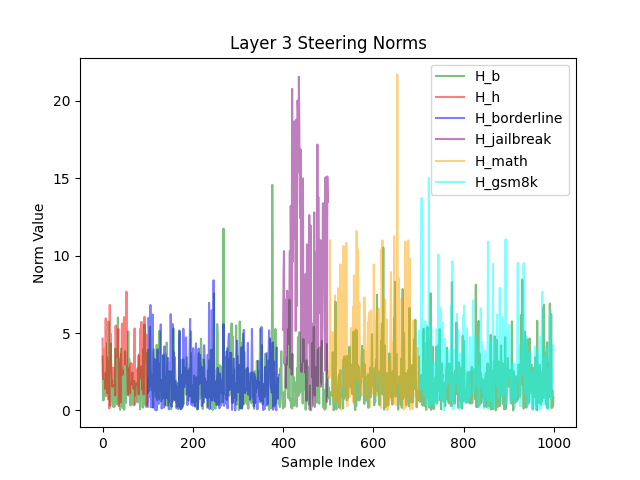 Layer 3 Steering Norms
H_b
H_h
H_borderline
H_jailbreak
H_math
H_gsm8k
Norm Value
20
15
10
5
0
0 200 400 600 800 1000
Sample Index